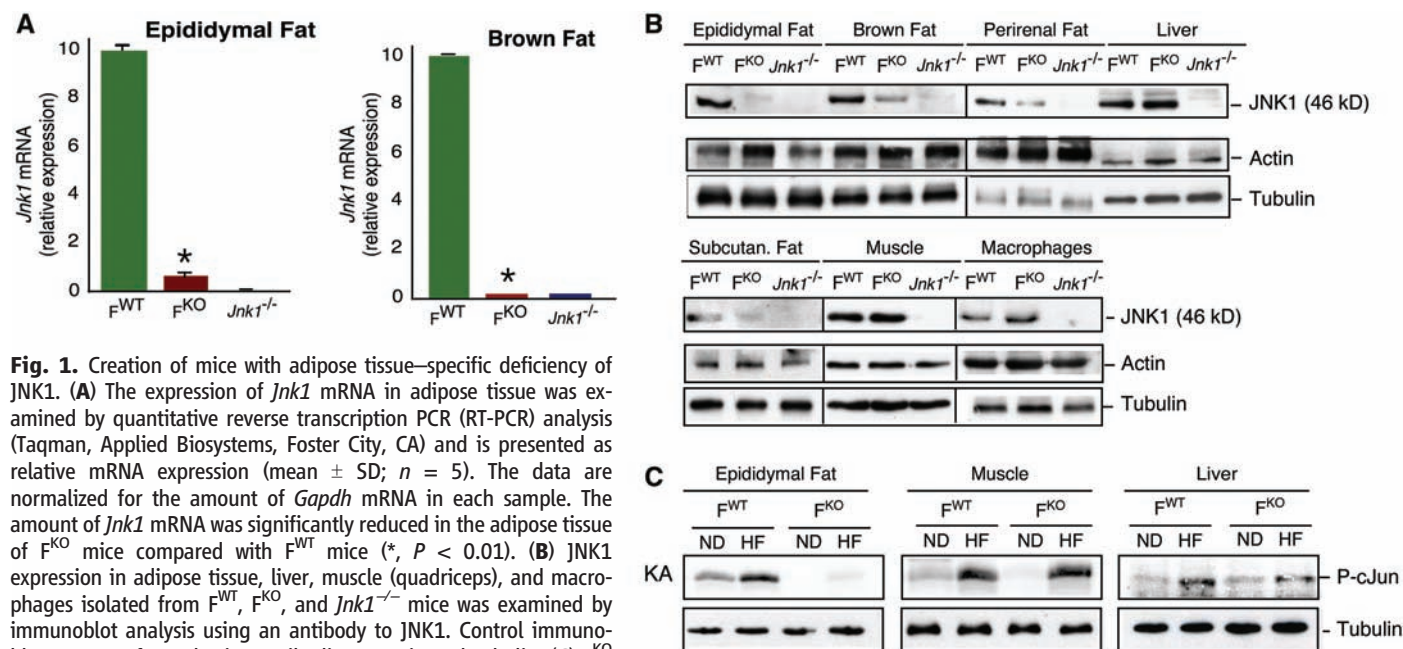 A
Epididymal Fat
Brown Fat
Jnk1 mRNA
(relative expression)
10
8
6
4
2
0
*
F^WT F^KO Jnk1^-/-
Jnk1 mRNA
(relative expression)
10
8
6
4
2
0
*
F^WT F^KO Jnk1^-/-
Fig. 1. Creation of mice with adipose tissue–specific deficiency of
JNK1. (A) The expression of Jnk1 mRNA in adipose tissue was ex-
amined by quantitative reverse transcription PCR (RT-PCR) analysis
(Taqman, Applied Biosystems, Foster City, CA) and is presented as
relative mRNA expression (mean ± SD; n = 5). The data are
normalized for the amount of Gapdh mRNA in each sample. The
amount of Jnk1 mRNA was significantly reduced in the adipose tissue
of F^KO mice compared with F^WT mice (*, P < 0.01). (B) JNK1
expression in adipose tissue, liver, muscle (quadriceps), and macro-
phages isolated from F^WT, F^KO, and Jnk1^−/− mice was examined by
immunoblot analysis using an antibody to JNK1. Control immuno-
B
Epididymal Fat Brown Fat Perirenal Fat Liver
F^WT F^KO Jnk1^-/- F^WT F^KO Jnk1^-/- F^WT F^KO Jnk1^-/- F^WT F^KO Jnk1^-/-
– JNK1 (46 kD)
– Actin
– Tubulin
Subcutan. Fat Muscle Macrophages
F^WT F^KO Jnk1^-/- F^WT F^KO Jnk1^-/- F^WT F^KO Jnk1^-/-
- JNK1 (46 kD)
– Actin
– Tubulin
C
Epididymal Fat Muscle Liver
F^WT F^KO F^WT F^KO F^WT F^KO
ND HF ND HF ND HF ND HF ND HF ND HF
KA
– P-cJun
- Tubulin